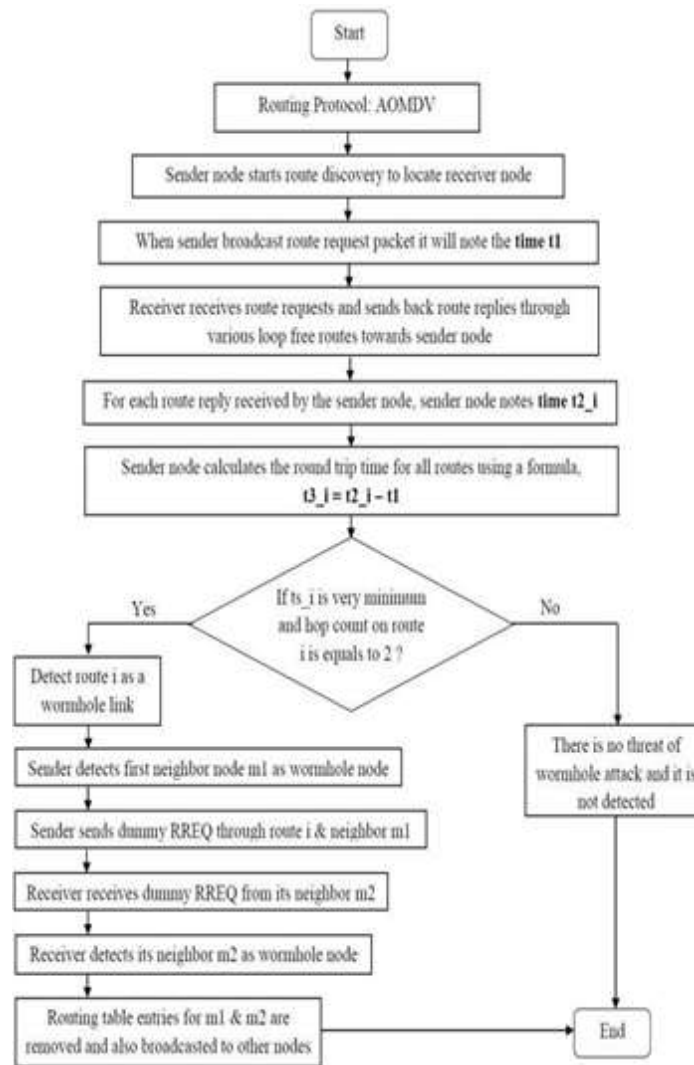 Start
Routing Protocol: AOMDV
Sender node starts route discovery to locate receiver node
When sender broadcast route request packet it will note the time t1
Receiver receives route requests and sends back route replies through
various loop free routes towards sender node
For each route reply received by the sender node, sender node notes time t2_i
Sender node calculates the round trip time for all routes using a formula,
t3_i = t2_i – t1
If ts_i is very minimum
and hop count on route
i is equals to 2 ?
Yes
No
Detect route i as a
wormhole link
Sender detects first neighbor node m1 as wormhole node
Sender sends dummy RREQ through route i & neighbor m1
Receiver receives dummy RREQ from its neighbor m2
Receiver detects its neighbor m2 as wormhole node
Routing table entries for m1 & m2 are
removed and also broadcasted to other nodes
There is no threat of
wormhole attack and it is
not detected
End